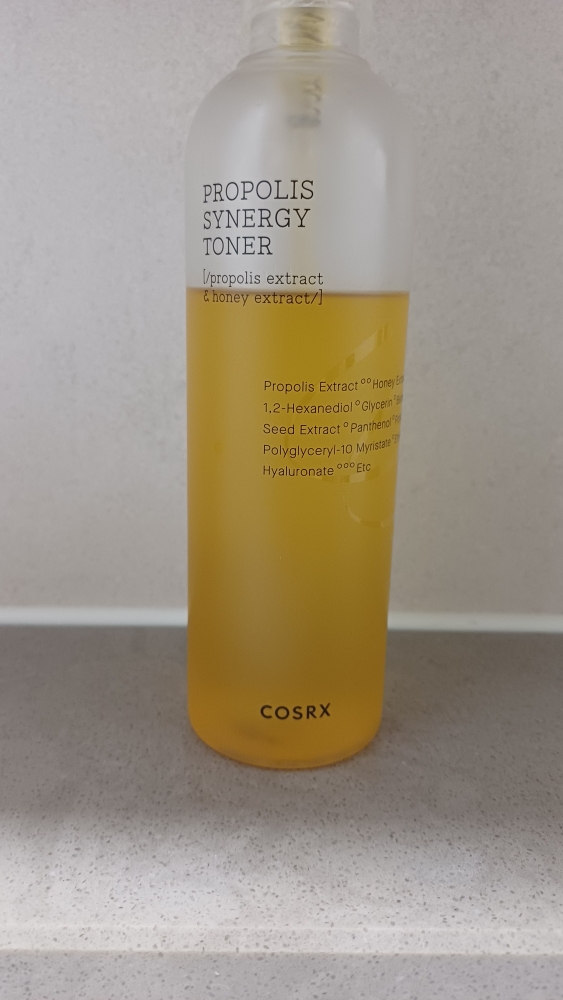 PROPOLIS
SYNERGY
TONER
[/propolis extract
& honey extract/]
Propolis Extract °° Honey
1,2-Hexanediol ° Glycerin °
Seed Extract ° Panthenol °
Polyglyceryl-10 Myristate °
Hyaluronate °°° Etc
COSRX